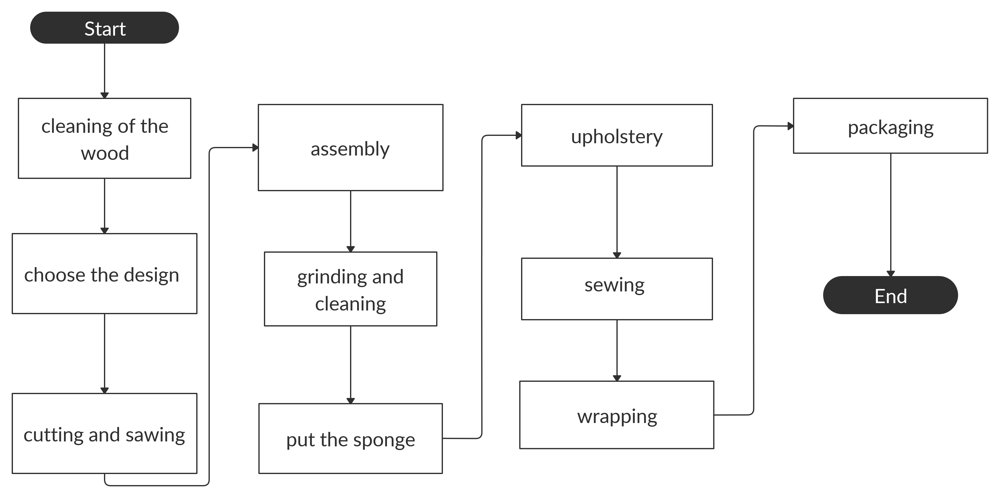 Start
cleaning of the
wood
choose the design
cutting and sawing
assembly
grinding and
cleaning
put the sponge
upholstery
sewing
wrapping
packaging
End